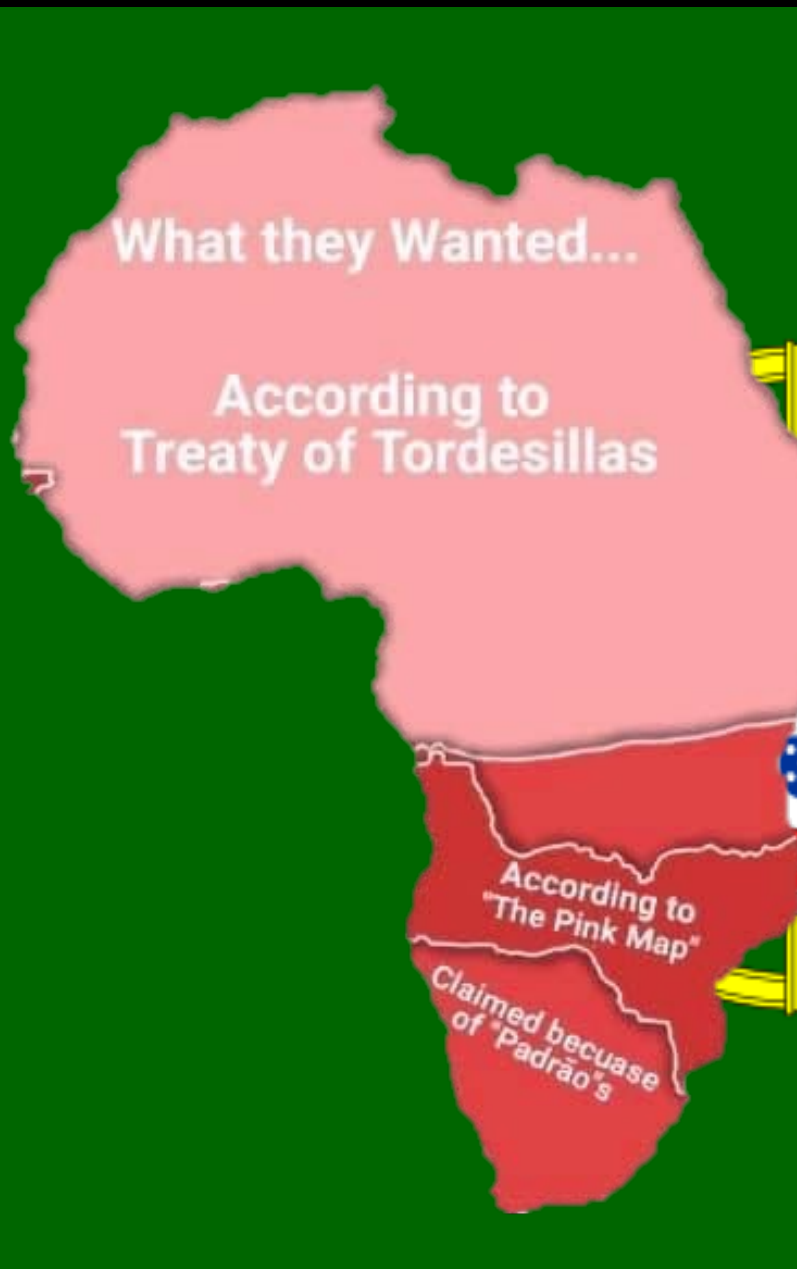 What they Wanted...
According to
Treaty of Tordesillas
According to
"The Pink Map"
Claimed becuase
of "Padrão"s